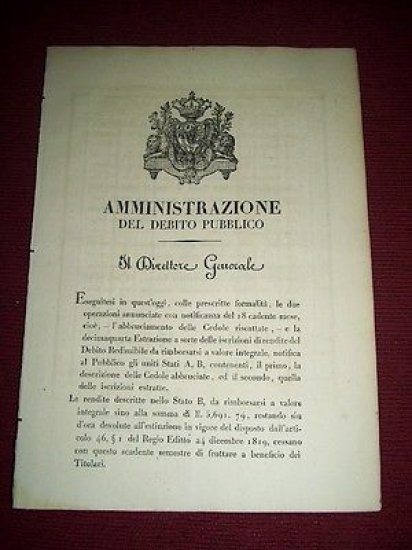 AMMINISTRAZIONE
DEL DEBITO PUBBLICO
Il Direttore Generale
Eseguitesi in quest'oggi, colle prescritte formalità, le due
operazioni annunciate con notificanza del 18 cadente mese,
cioè, – l'abbruciamento delle Cedole riscattate, – e la
decimaquarta Estrazione a sorte delle iscrizioni di rendite del
Debito Redimibile da rimborsarsi a valore integrale, notifica
al Pubblico gli uniti Stati A, B, contenenti, il primo, la
descrizione delle Cedole abbruciate, ed il secondo, quella
delle iscrizioni estratte.
Le rendite descritte nello Stato B, da rimborsarsi a valore
integrale sino alla somma di 5,691. 79, restando sin
d'ora devolute all'estinzione in vigore del disposto dall'arti-
colo 46, § 1 del Regio Editto 24 dicembre 1819, cessano
con questo scadente semestre di fruttare a beneficio dei
Titolari.